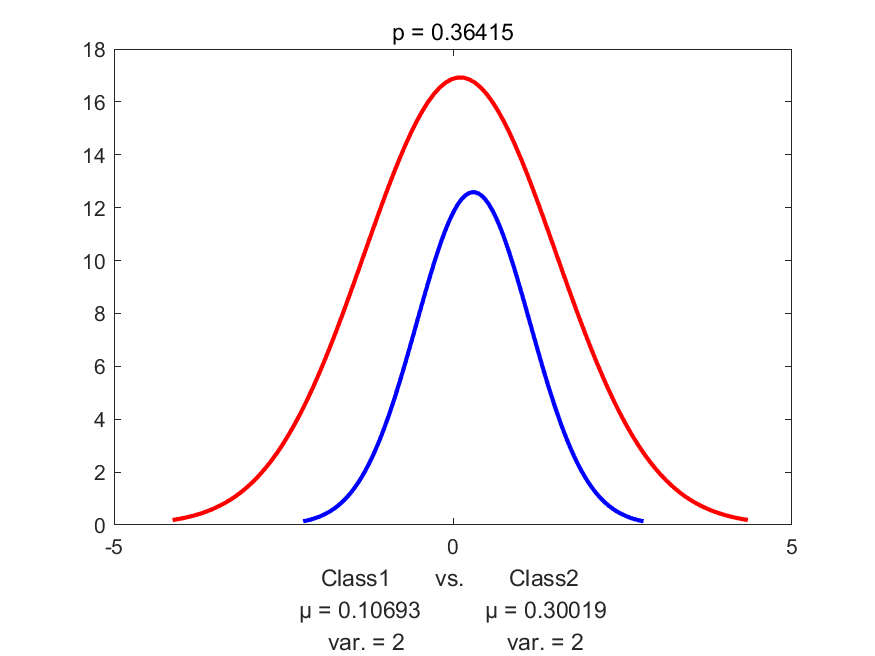 p = 0.36415
18
16
14
12
10
8
6
4
2
0
-5 0 5
Class1 vs. Class2
μ = 0.10693 μ = 0.30019
var. = 2 var. = 2